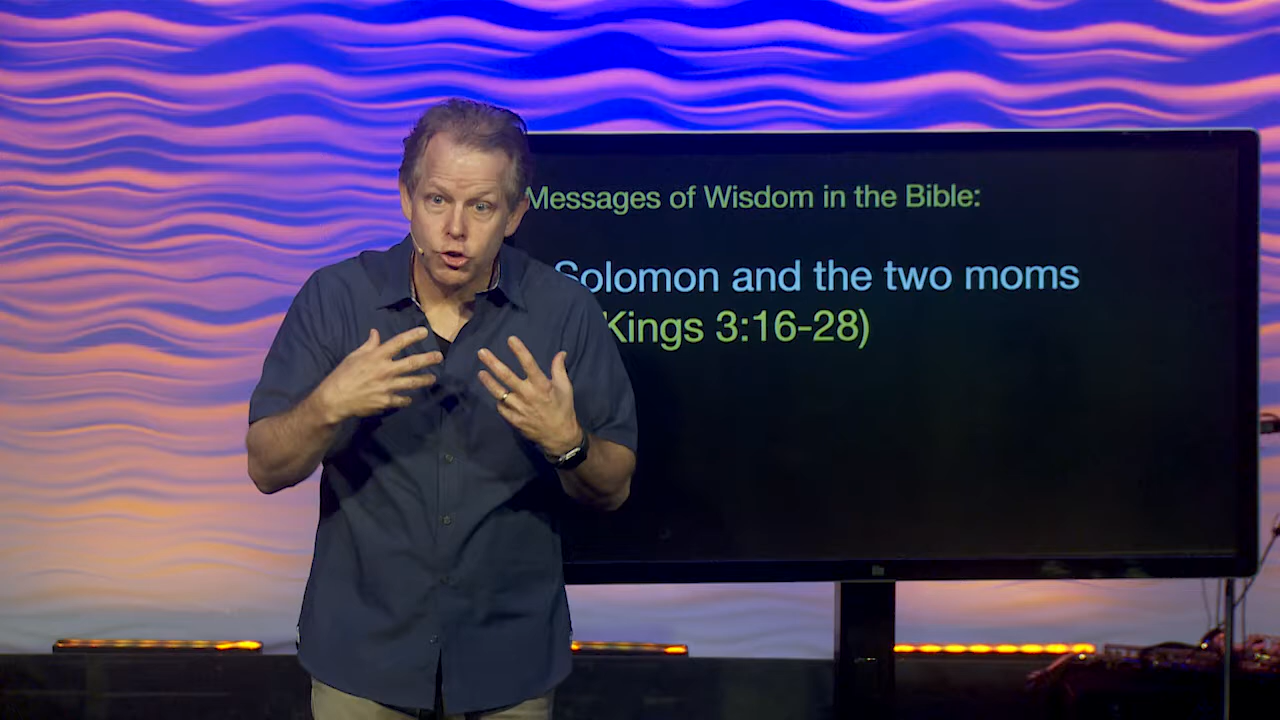 Messages of Wisdom in the Bible:
Solomon and the two moms
Kings 3:16-28)